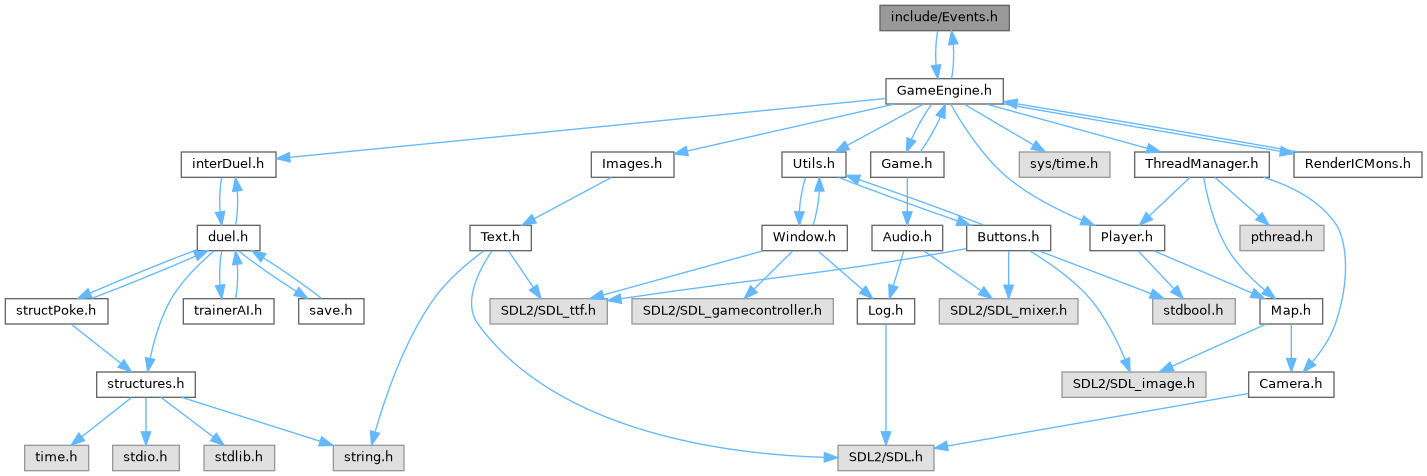 include/Events.h
GameEngine.h
interDuel.h
Images.h
Utils.h
Game.h
sys/time.h
ThreadManager.h
RenderICMons.h
duel.h
Text.h
Window.h
Audio.h
Buttons.h
Player.h
pthread.h
structPoke.h
trainerAI.h
save.h
SDL2/SDL_ttf.h
SDL2/SDL_gamecontroller.h
Log.h
SDL2/SDL_mixer.h
stdbool.h
Map.h
structures.h
SDL2/SDL_image.h
Camera.h
time.h
stdio.h
stdlib.h
string.h
SDL2/SDL.h